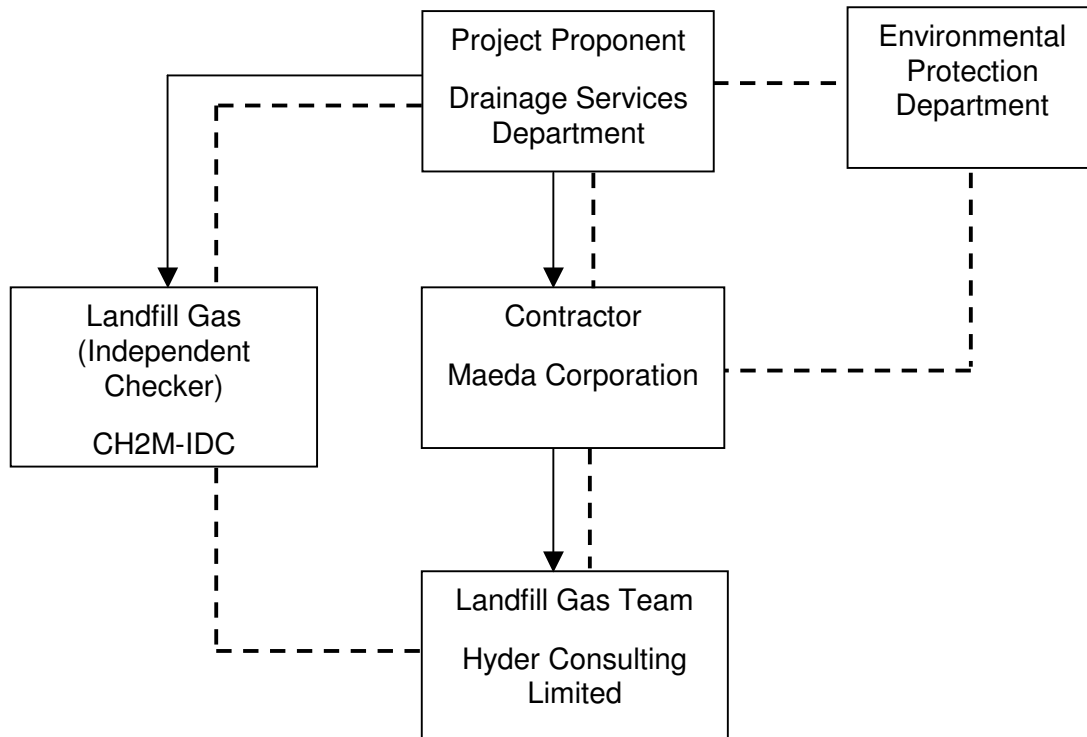 Project Proponent
Drainage Services
Department
Environmental
Protection
Department
Landfill Gas
(Independent
Checker)
CH2M-IDC
Contractor
Maeda Corporation
Landfill Gas Team
Hyder Consulting
Limited